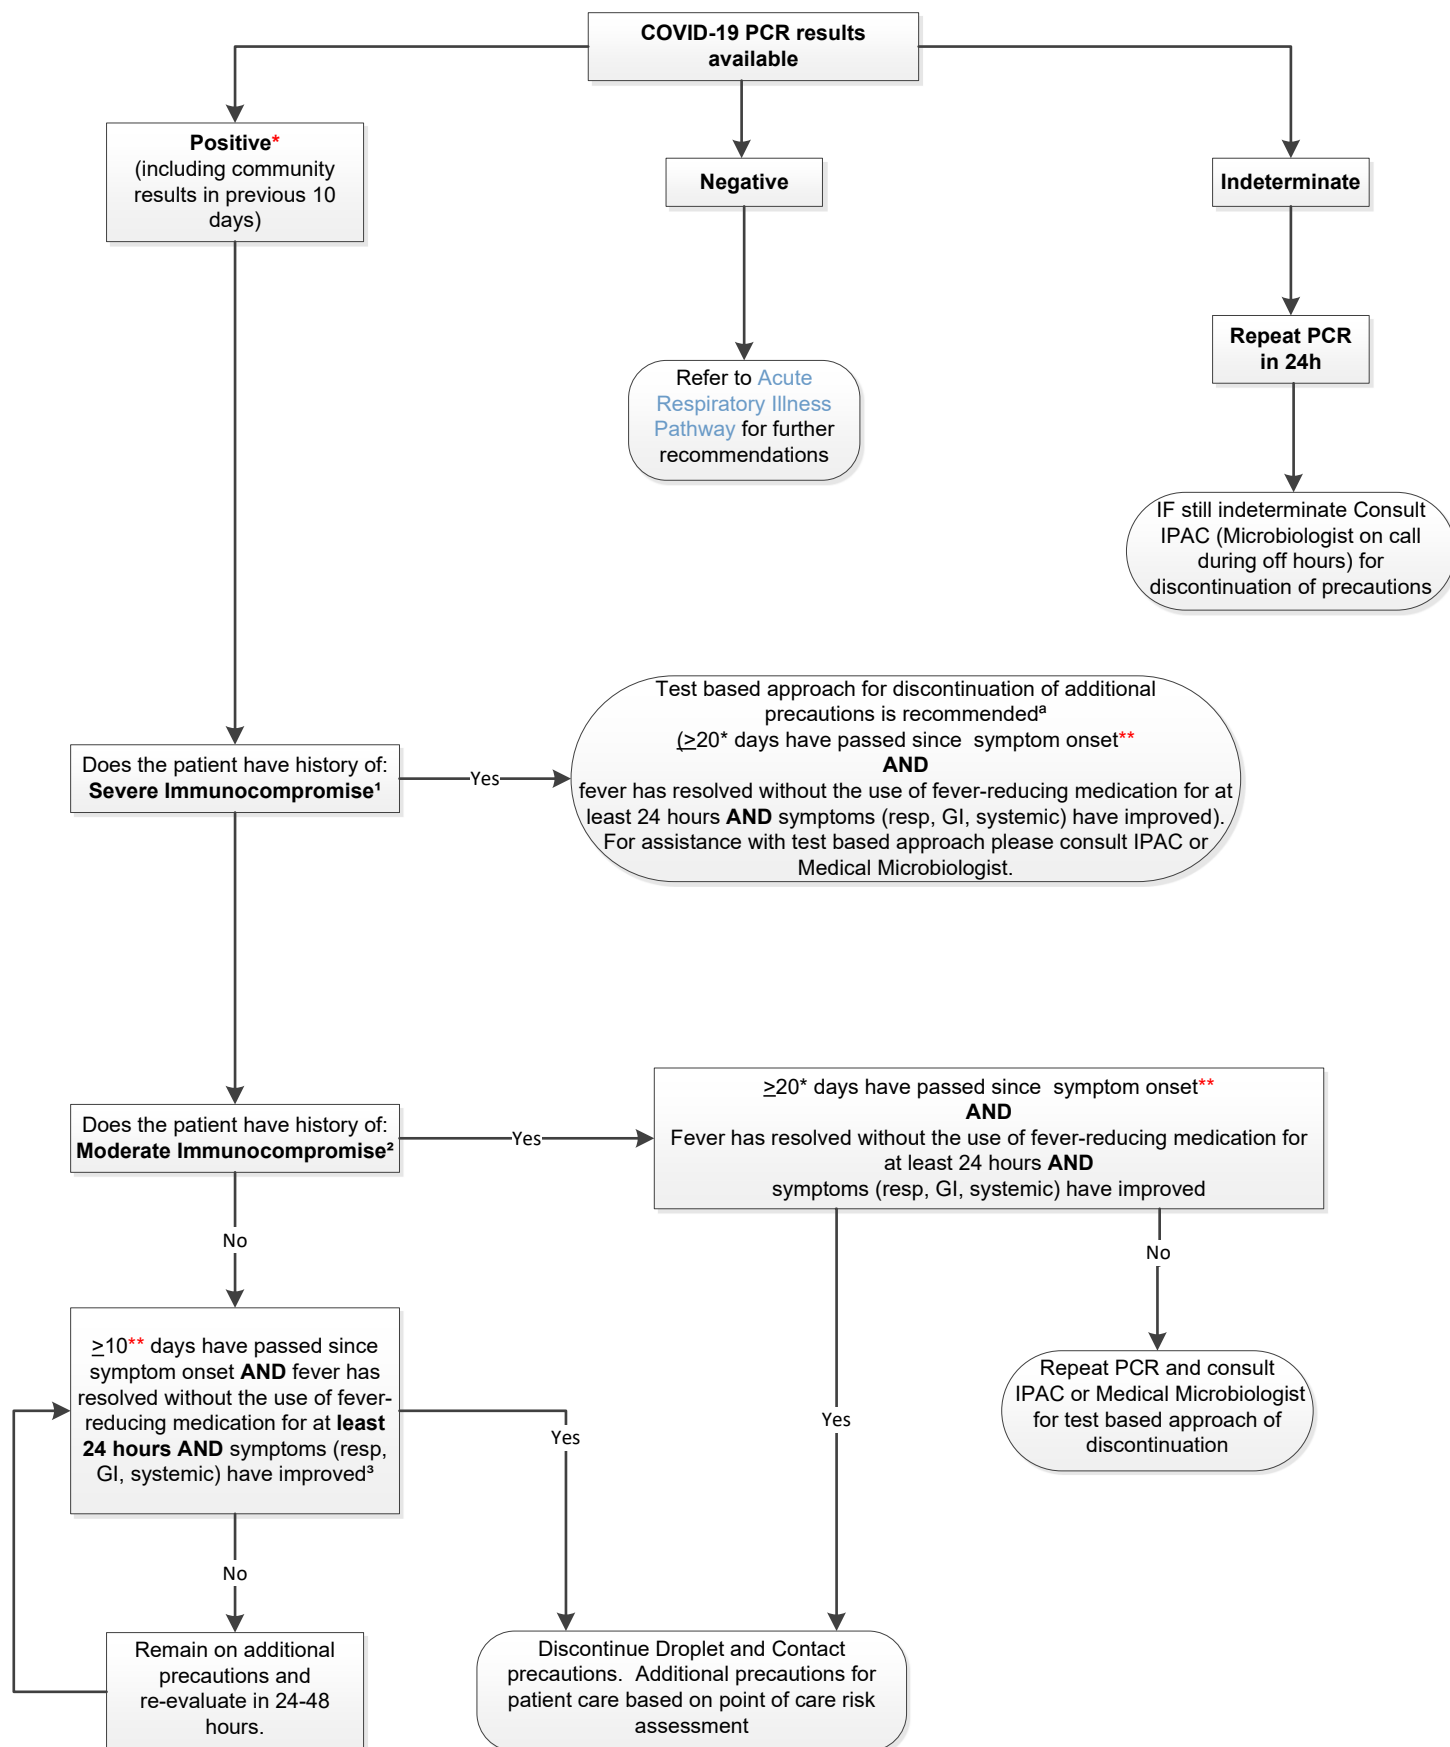 COVID-19 PCR results
available
Positive*
(including community
results in previous 10
days)
Negative
Indeterminate
Refer to Acute
Respiratory Illness
Pathway for further
recommendations
Repeat PCR
in 24h
IF still indeterminate Consult
IPAC (Microbiologist on call
during off hours) for
discontinuation of precautions
Does the patient have history of:
Severe Immunocompromise¹
Yes
Test based approach for discontinuation of additional
precautions is recommendedª
(≥20* days have passed since  symptom onset**
AND
fever has resolved without the use of fever-reducing medication for at
least 24 hours AND symptoms (resp, GI, systemic) have improved).
For assistance with test based approach please consult IPAC or
Medical Microbiologist.
Does the patient have history of:
Moderate Immunocompromise²
Yes
≥20* days have passed since  symptom onset**
AND
Fever has resolved without the use of fever-reducing medication for
at least 24 hours AND
symptoms (resp, GI, systemic) have improved
No
No
≥10** days have passed since
symptom onset AND fever has
resolved without the use of fever-
reducing medication for at least
24 hours AND symptoms (resp,
GI, systemic) have improved³
Yes
Yes
Repeat PCR and consult
IPAC or Medical Microbiologist
for test based approach of
discontinuation
No
Remain on additional
precautions and
re-evaluate in 24-48
hours.
Discontinue Droplet and Contact
precautions.  Additional precautions for
patient care based on point of care risk
assessment